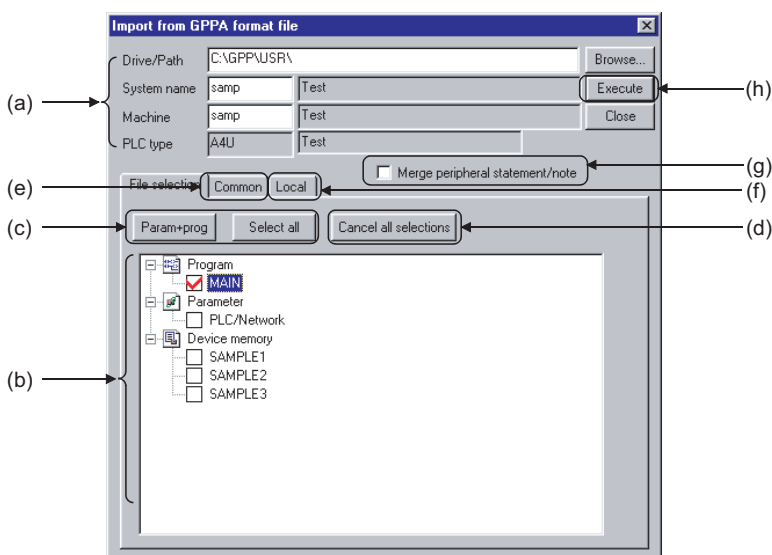 Import from GPPA format file
Drive/Path C:\GPP\USR\ Browse...
(a) System name samp Test Execute (h)
Machine samp Test Close
PLC type A4U Test
(e) File selection Common Local Merge peripheral statement/note (g)
(f)
(c) Param+prog Select all Cancel all selections (d)
Program
MAIN
Parameter
PLC/Network
Device memory
SAMPLE1
(b) SAMPLE2
SAMPLE3